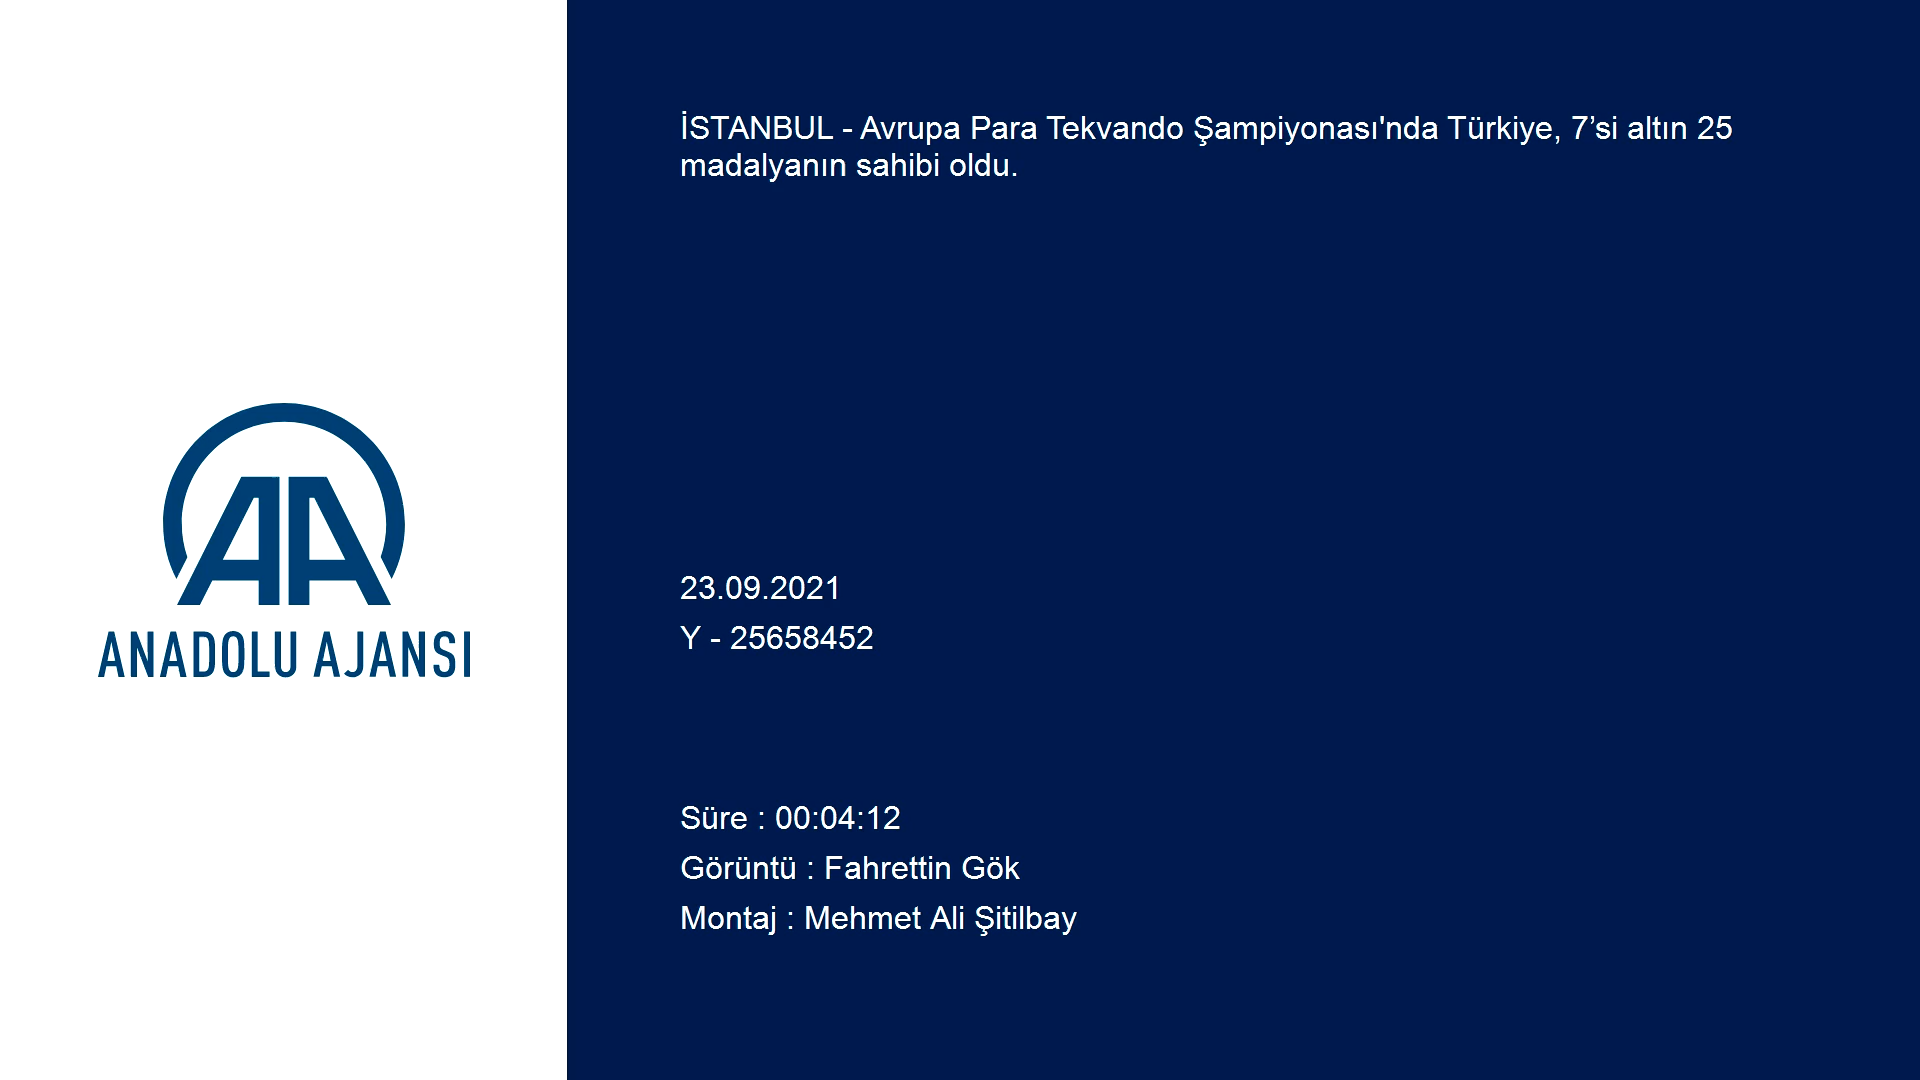 İSTANBUL - Avrupa Para Tekvando Şampiyonası'nda Türkiye, 7’si altın 25
madalyanın sahibi oldu.
AA
ANADOLU AJANSI
23.09.2021
Y - 25658452
Süre : 00:04:12
Görüntü : Fahrettin Gök
Montaj : Mehmet Ali Şitilbay